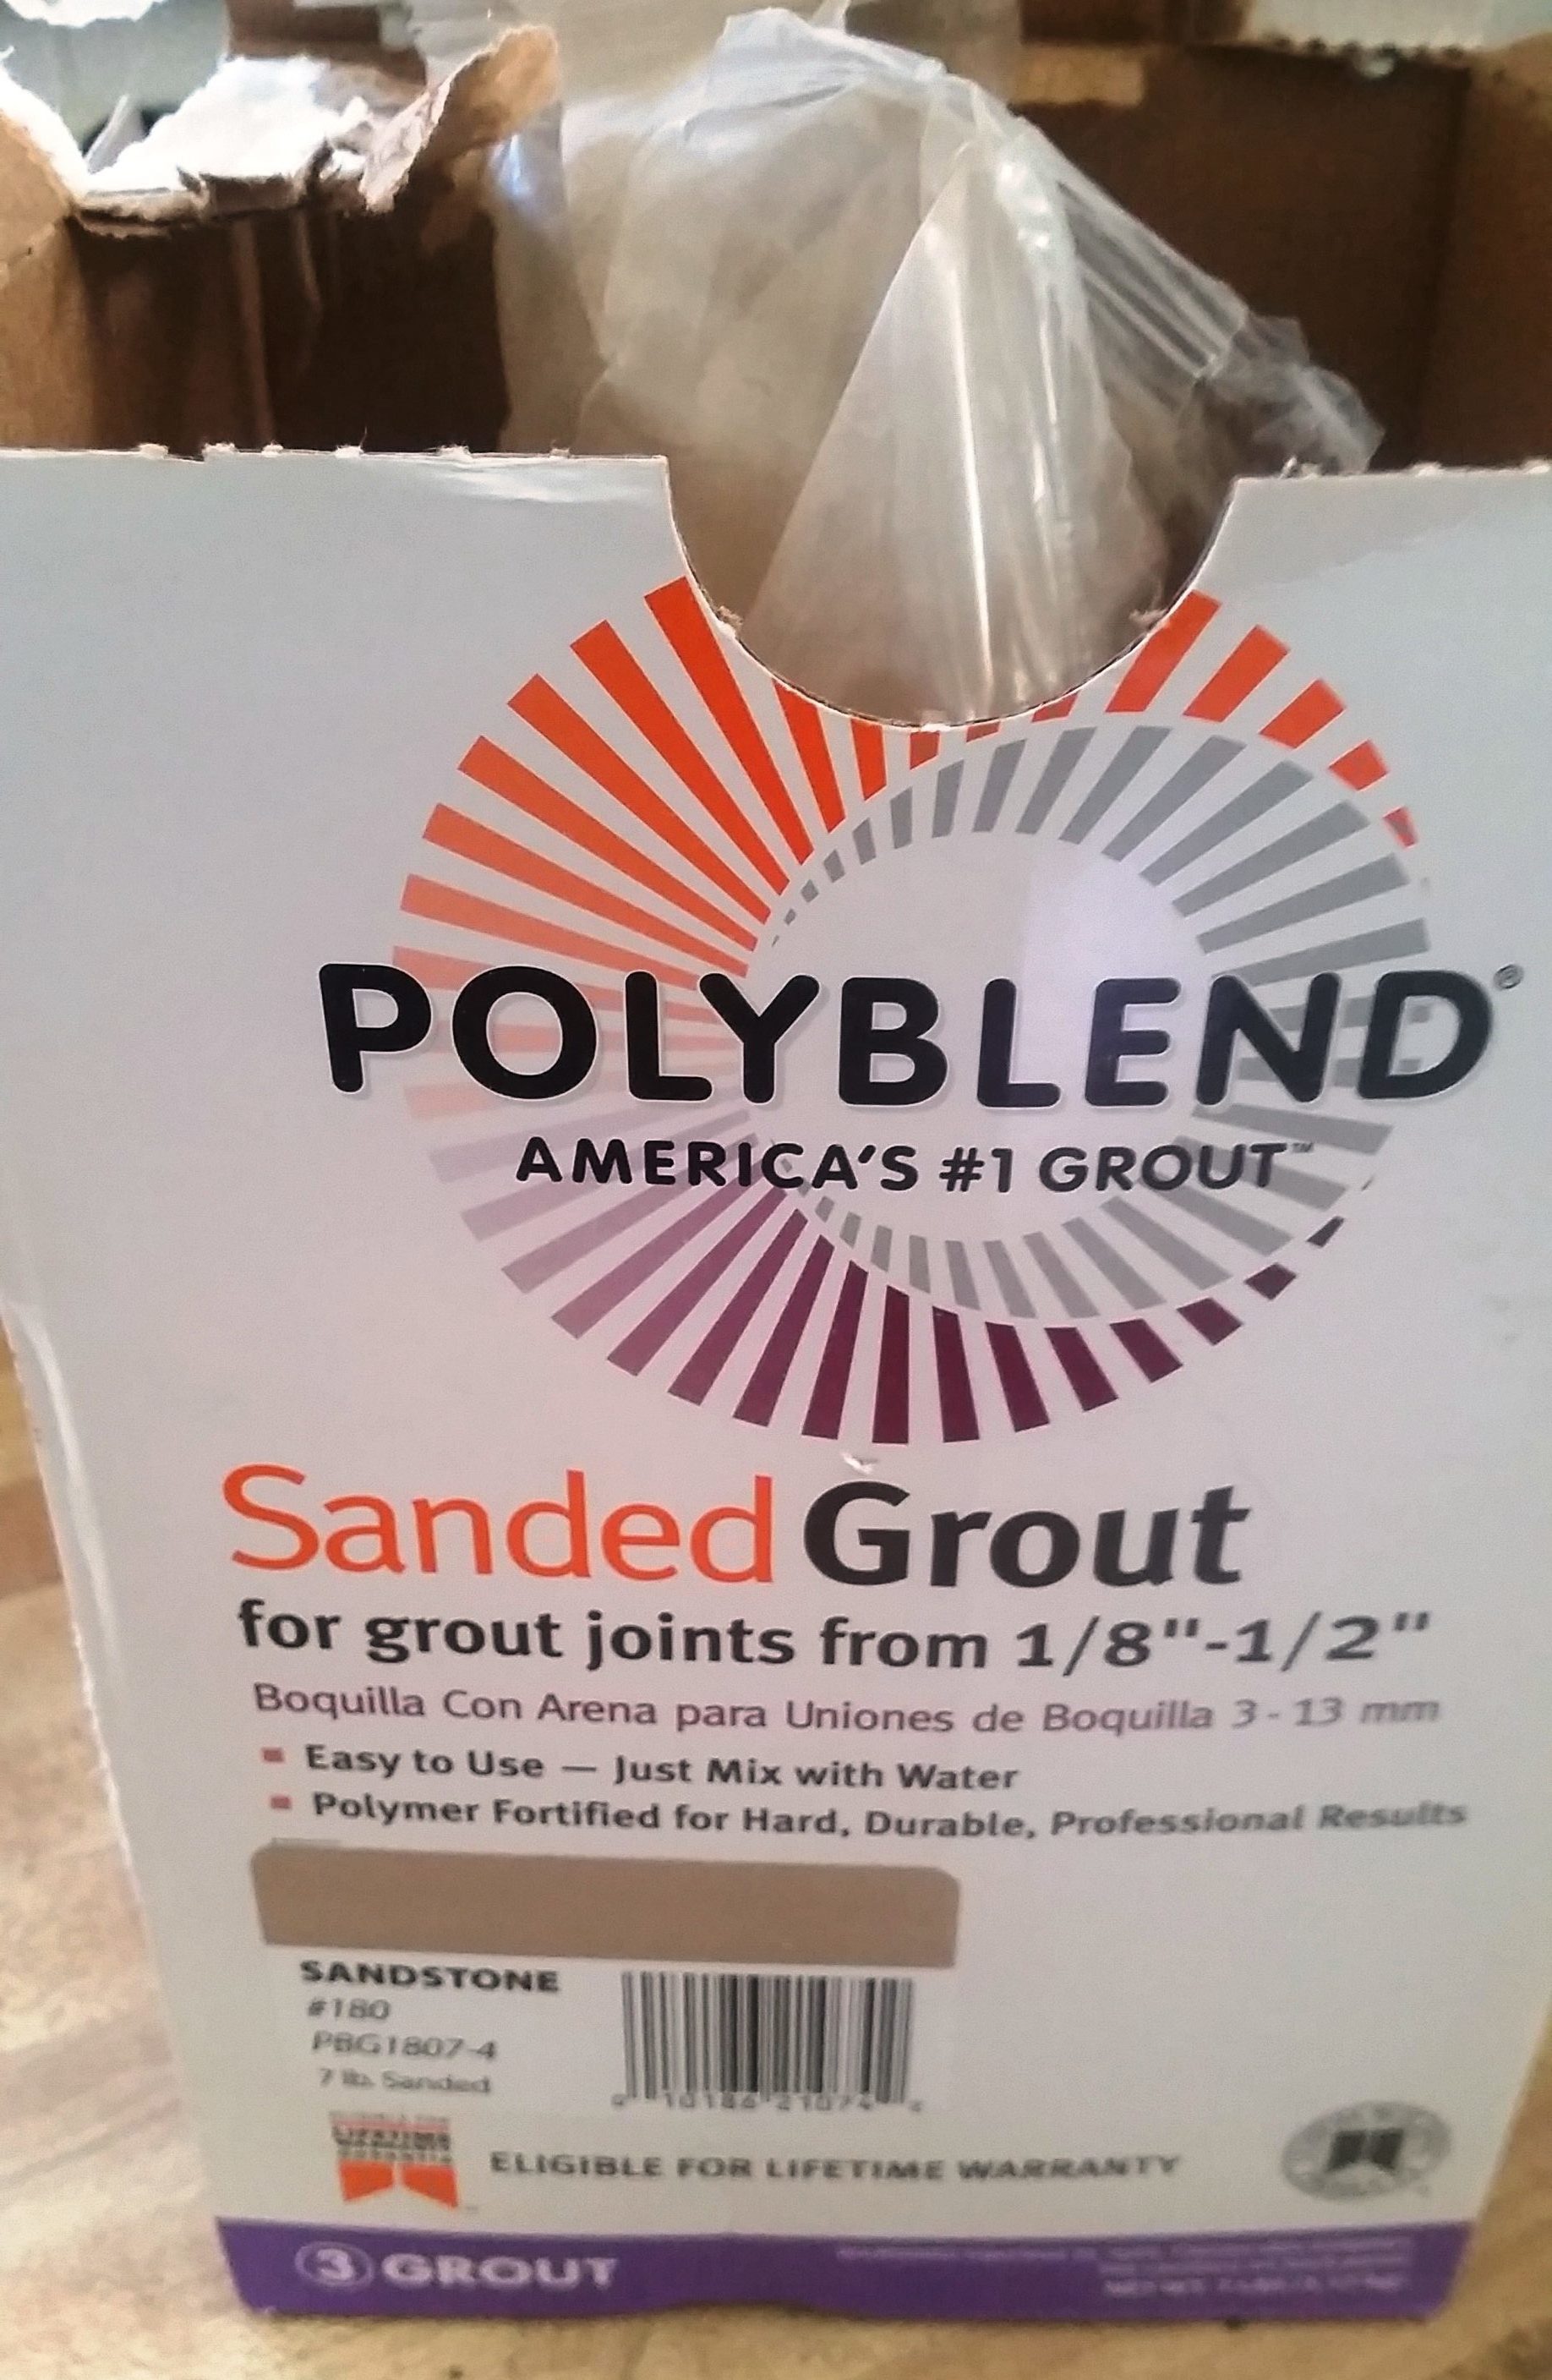 POLYBLEND®
AMERICA'S #1 GROUT™
Sanded Grout
for grout joints from 1/8"-1/2"
Boquilla Con Arena para Uniones de Boquilla 3 - 13 mm
Easy to Use — Just Mix with Water
Polymer Fortified for Hard, Durable, Professional Results
SANDSTONE
#180
PBG1807-4
7 lb. Sanded
LIFETIME
ELIGIBLE FOR LIFETIME WARRANTY
3 GROUT